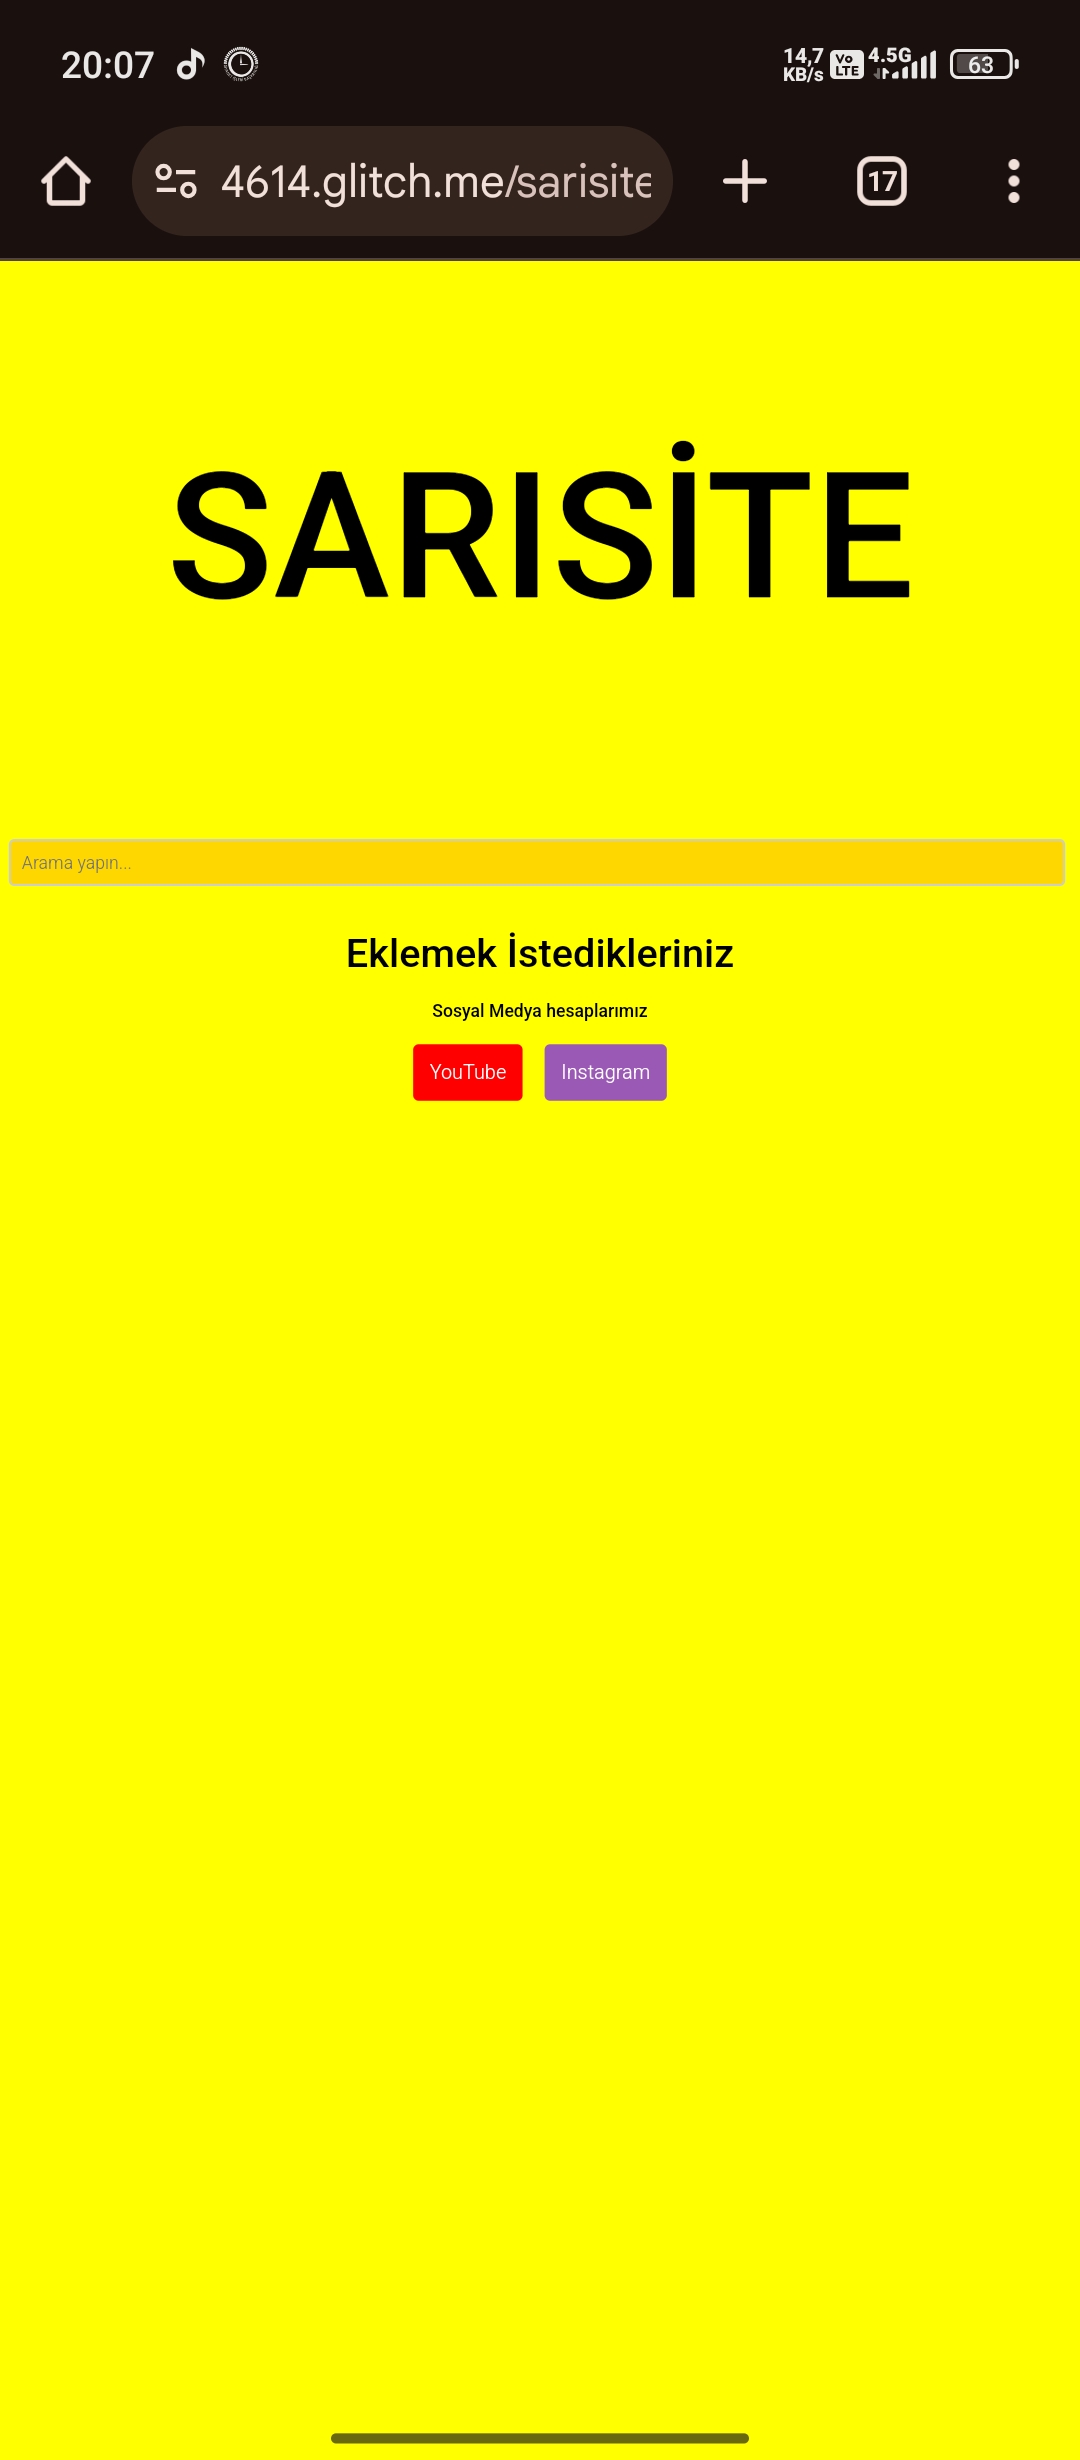 20:07
14,7 KB/s
Vo LTE
4.5G
63
4614.glitch.me/sarisite
17
SARISİTE
Arama yapın...
Eklemek İstedikleriniz
Sosyal Medya hesaplarımız
YouTube
Instagram